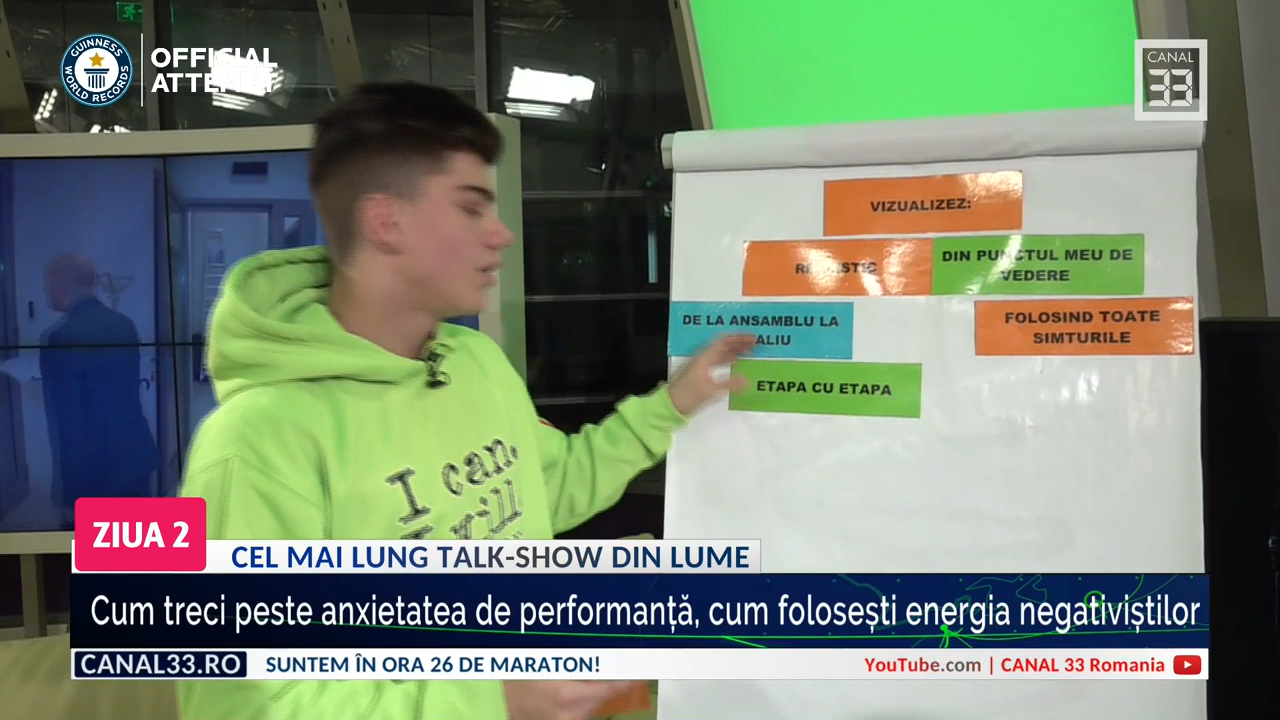 GUINNESS
WORLD RECORDS
OFFICIAL
ATTEMPT
CANAL
33
VIZUALIZEZ:
DIN PUNCTUL MEU DE
VEDERE
DE LA ANSAMBLU LA
FOLOSIND TOATE
SIMTURILE
ETAPA CU ETAPA
I can.
ZIUA 2
CEL MAI LUNG TALK-SHOW DIN LUME
Cum treci peste anxietatea de performanță, cum folosești energia negativiștilor
CANAL33.RO
SUNTEM ÎN ORA 26 DE MARATON!
YouTube.com | CANAL 33 Romania